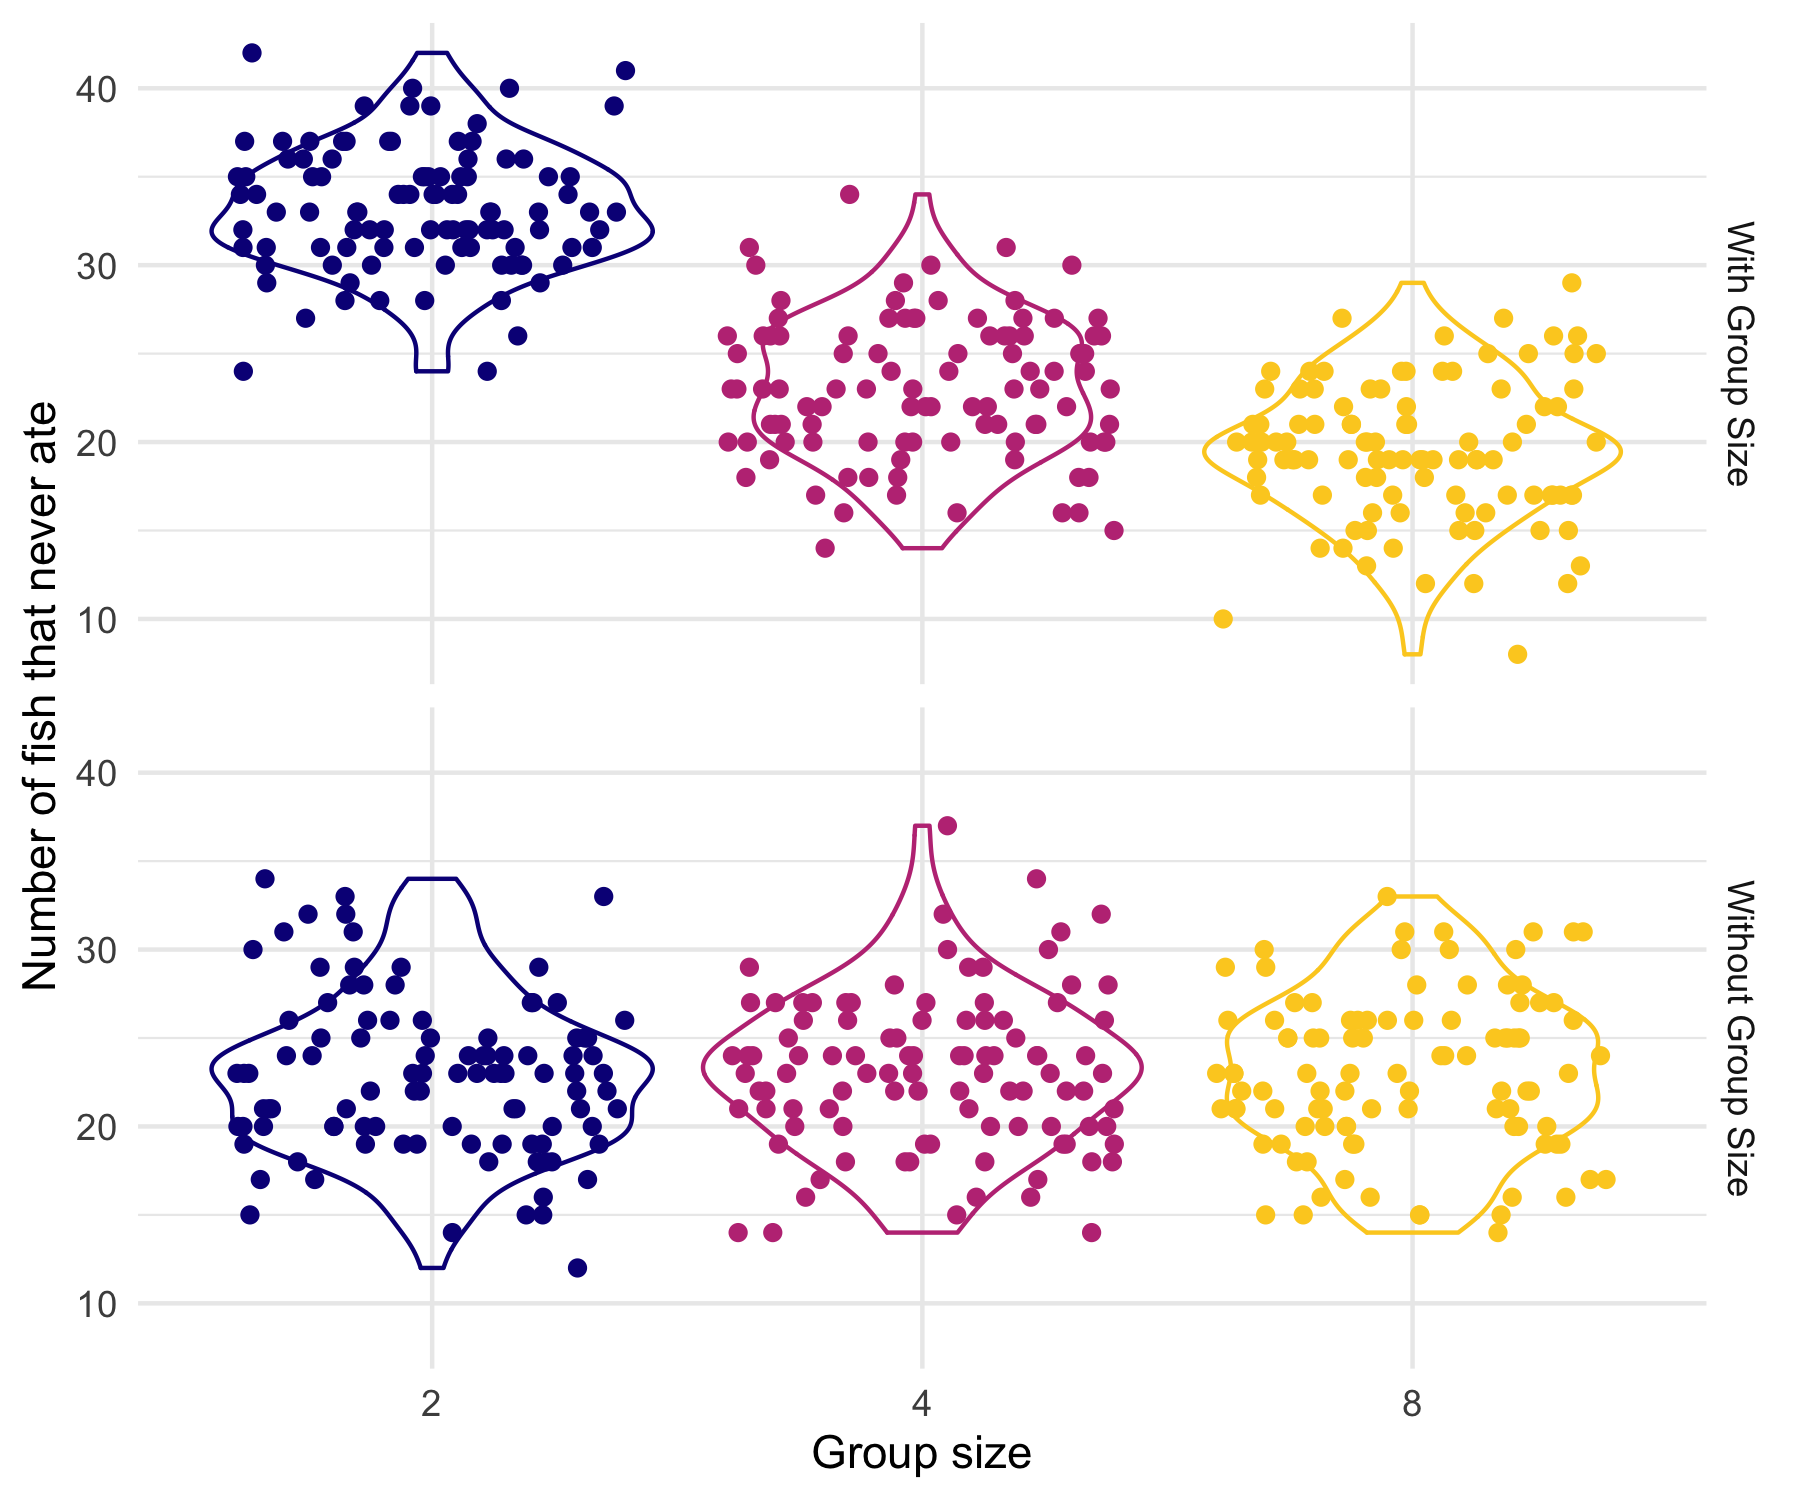 Number of fish that never ate
40
30
20
10
With Group Size
40
30
20
10
Without Group Size
2 4 8
Group size